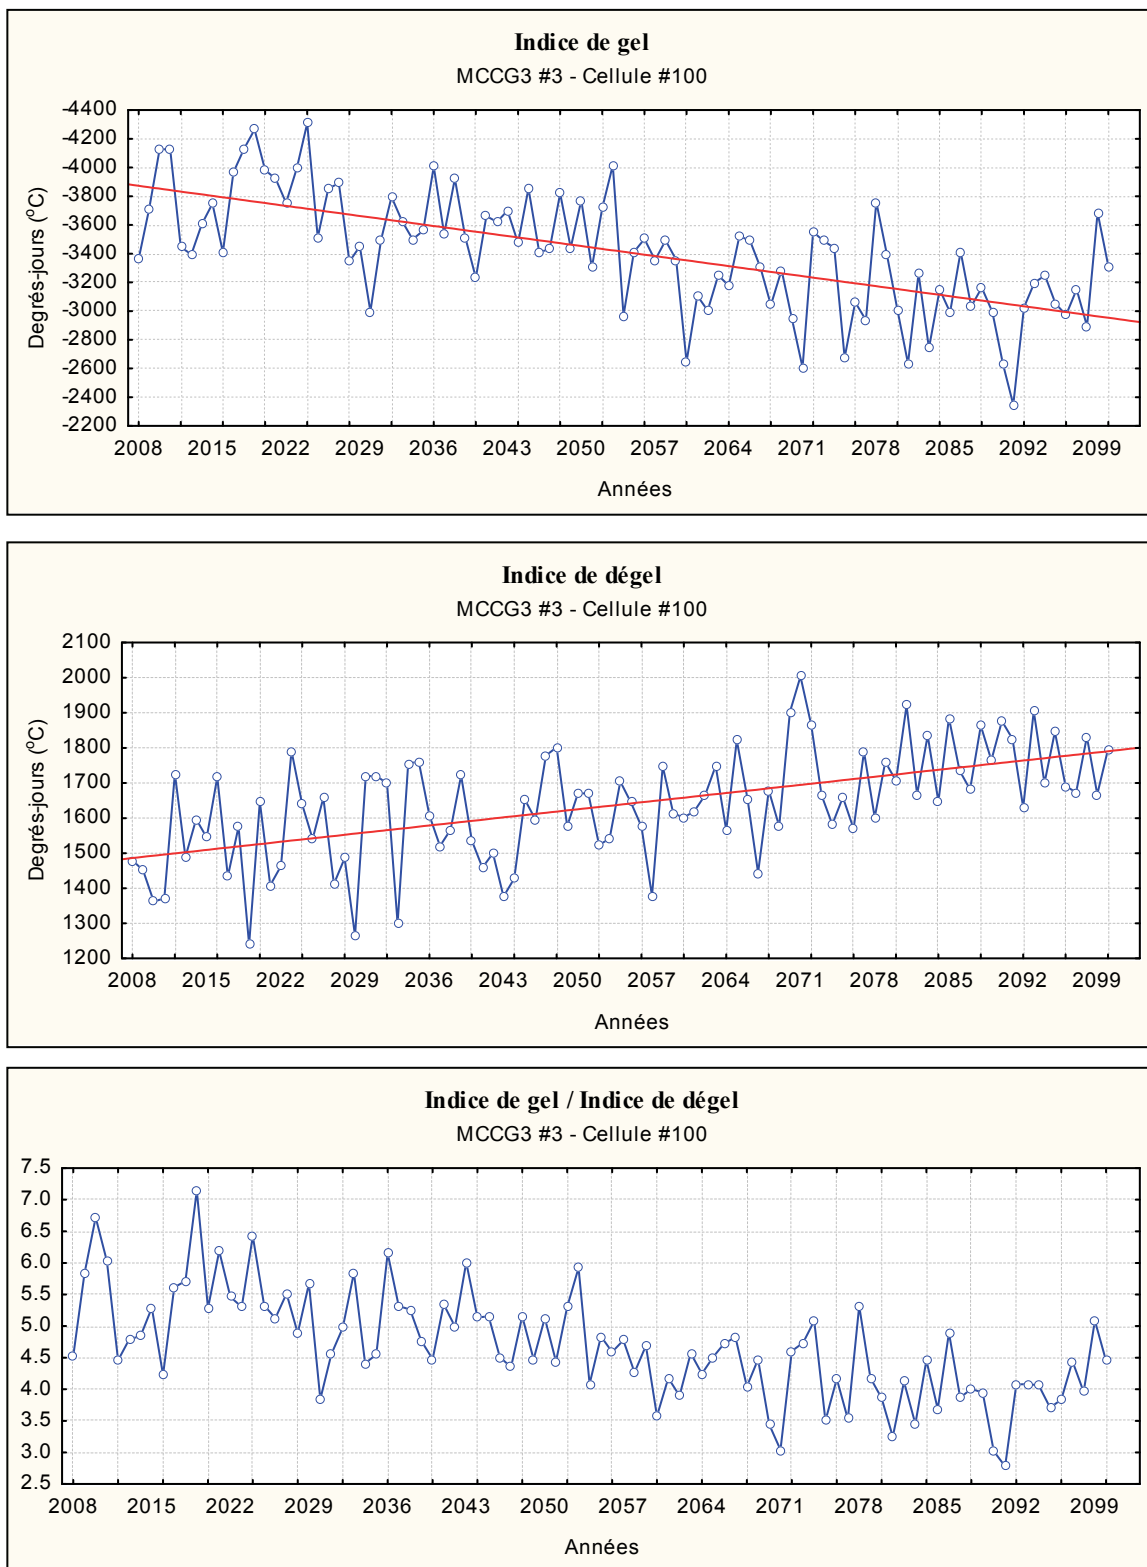 Indice de gel
MCCG3 #3 - Cellule #100
Degrés-jours (ºC)
-4400
-4200
-4000
-3800
-3600
-3400
-3200
-3000
-2800
-2600
-2400
-2200
2008 2015 2022 2029 2036 2043 2050 2057 2064 2071 2078 2085 2092 2099
Années
Indice de dégel
MCCG3 #3 - Cellule #100
Degrés-jours (ºC)
2100
2000
1900
1800
1700
1600
1500
1400
1300
1200
2008 2015 2022 2029 2036 2043 2050 2057 2064 2071 2078 2085 2092 2099
Années
Indice de gel / Indice de dégel
MCCG3 #3 - Cellule #100
7.5
7.0
6.5
6.0
5.5
5.0
4.5
4.0
3.5
3.0
2.5
2008 2015 2022 2029 2036 2043 2050 2057 2064 2071 2078 2085 2092 2099
Années